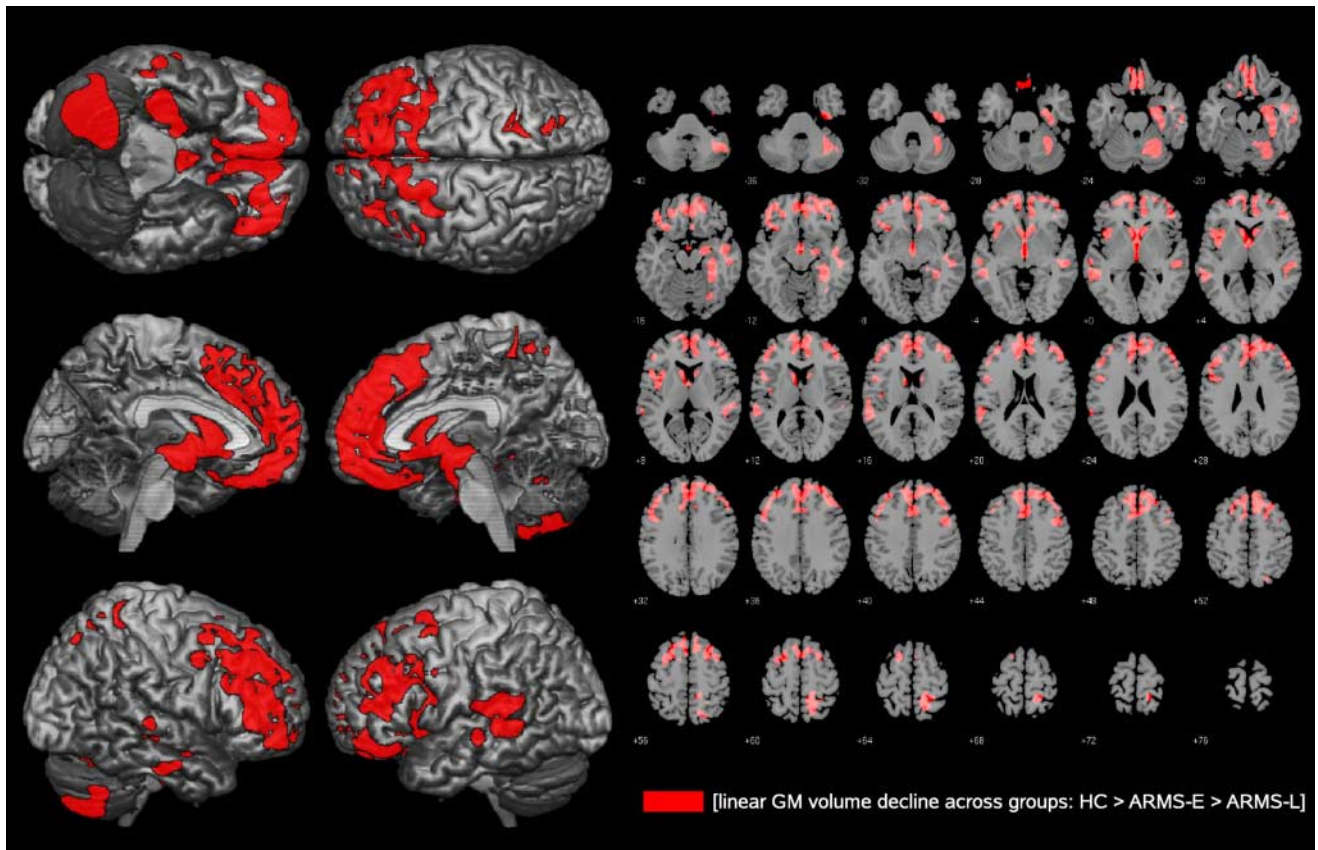 -40 -36 -32 -28 -24 -20
-16 -12 -8 -4 +0 +4
+8 +12 +16 +20 +24 +28
+32 +36 +40 +44 +48 +52
+56 +60 +64 +68 +72 +76
[linear GM volume decline across groups: HC > ARMS-E > ARMS-L]